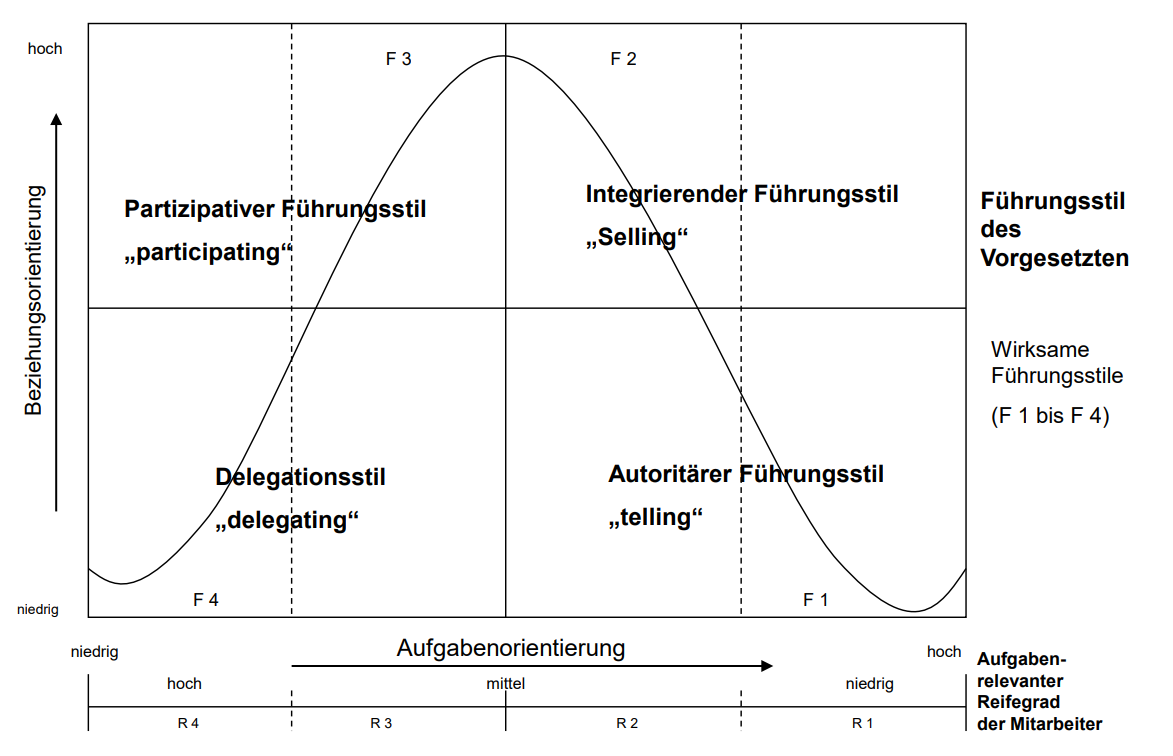 hoch
F 3
F 2
Partizipativer Führungsstil
„participating“
Integrierender Führungsstil
„Selling“
Führungsstil
des
Vorgesetzten
Beziehungsorientierung
Wirksame
Führungsstile
(F 1 bis F 4)
Delegationsstil
„delegating“
Autoritärer Führungsstil
„telling“
F 4
F 1
niedrig
niedrig
Aufgabenorientierung
hoch
hoch
mittel
niedrig
Aufgaben-
relevanter
Reifegrad
der Mitarbeiter
R 4
R 3
R 2
R 1